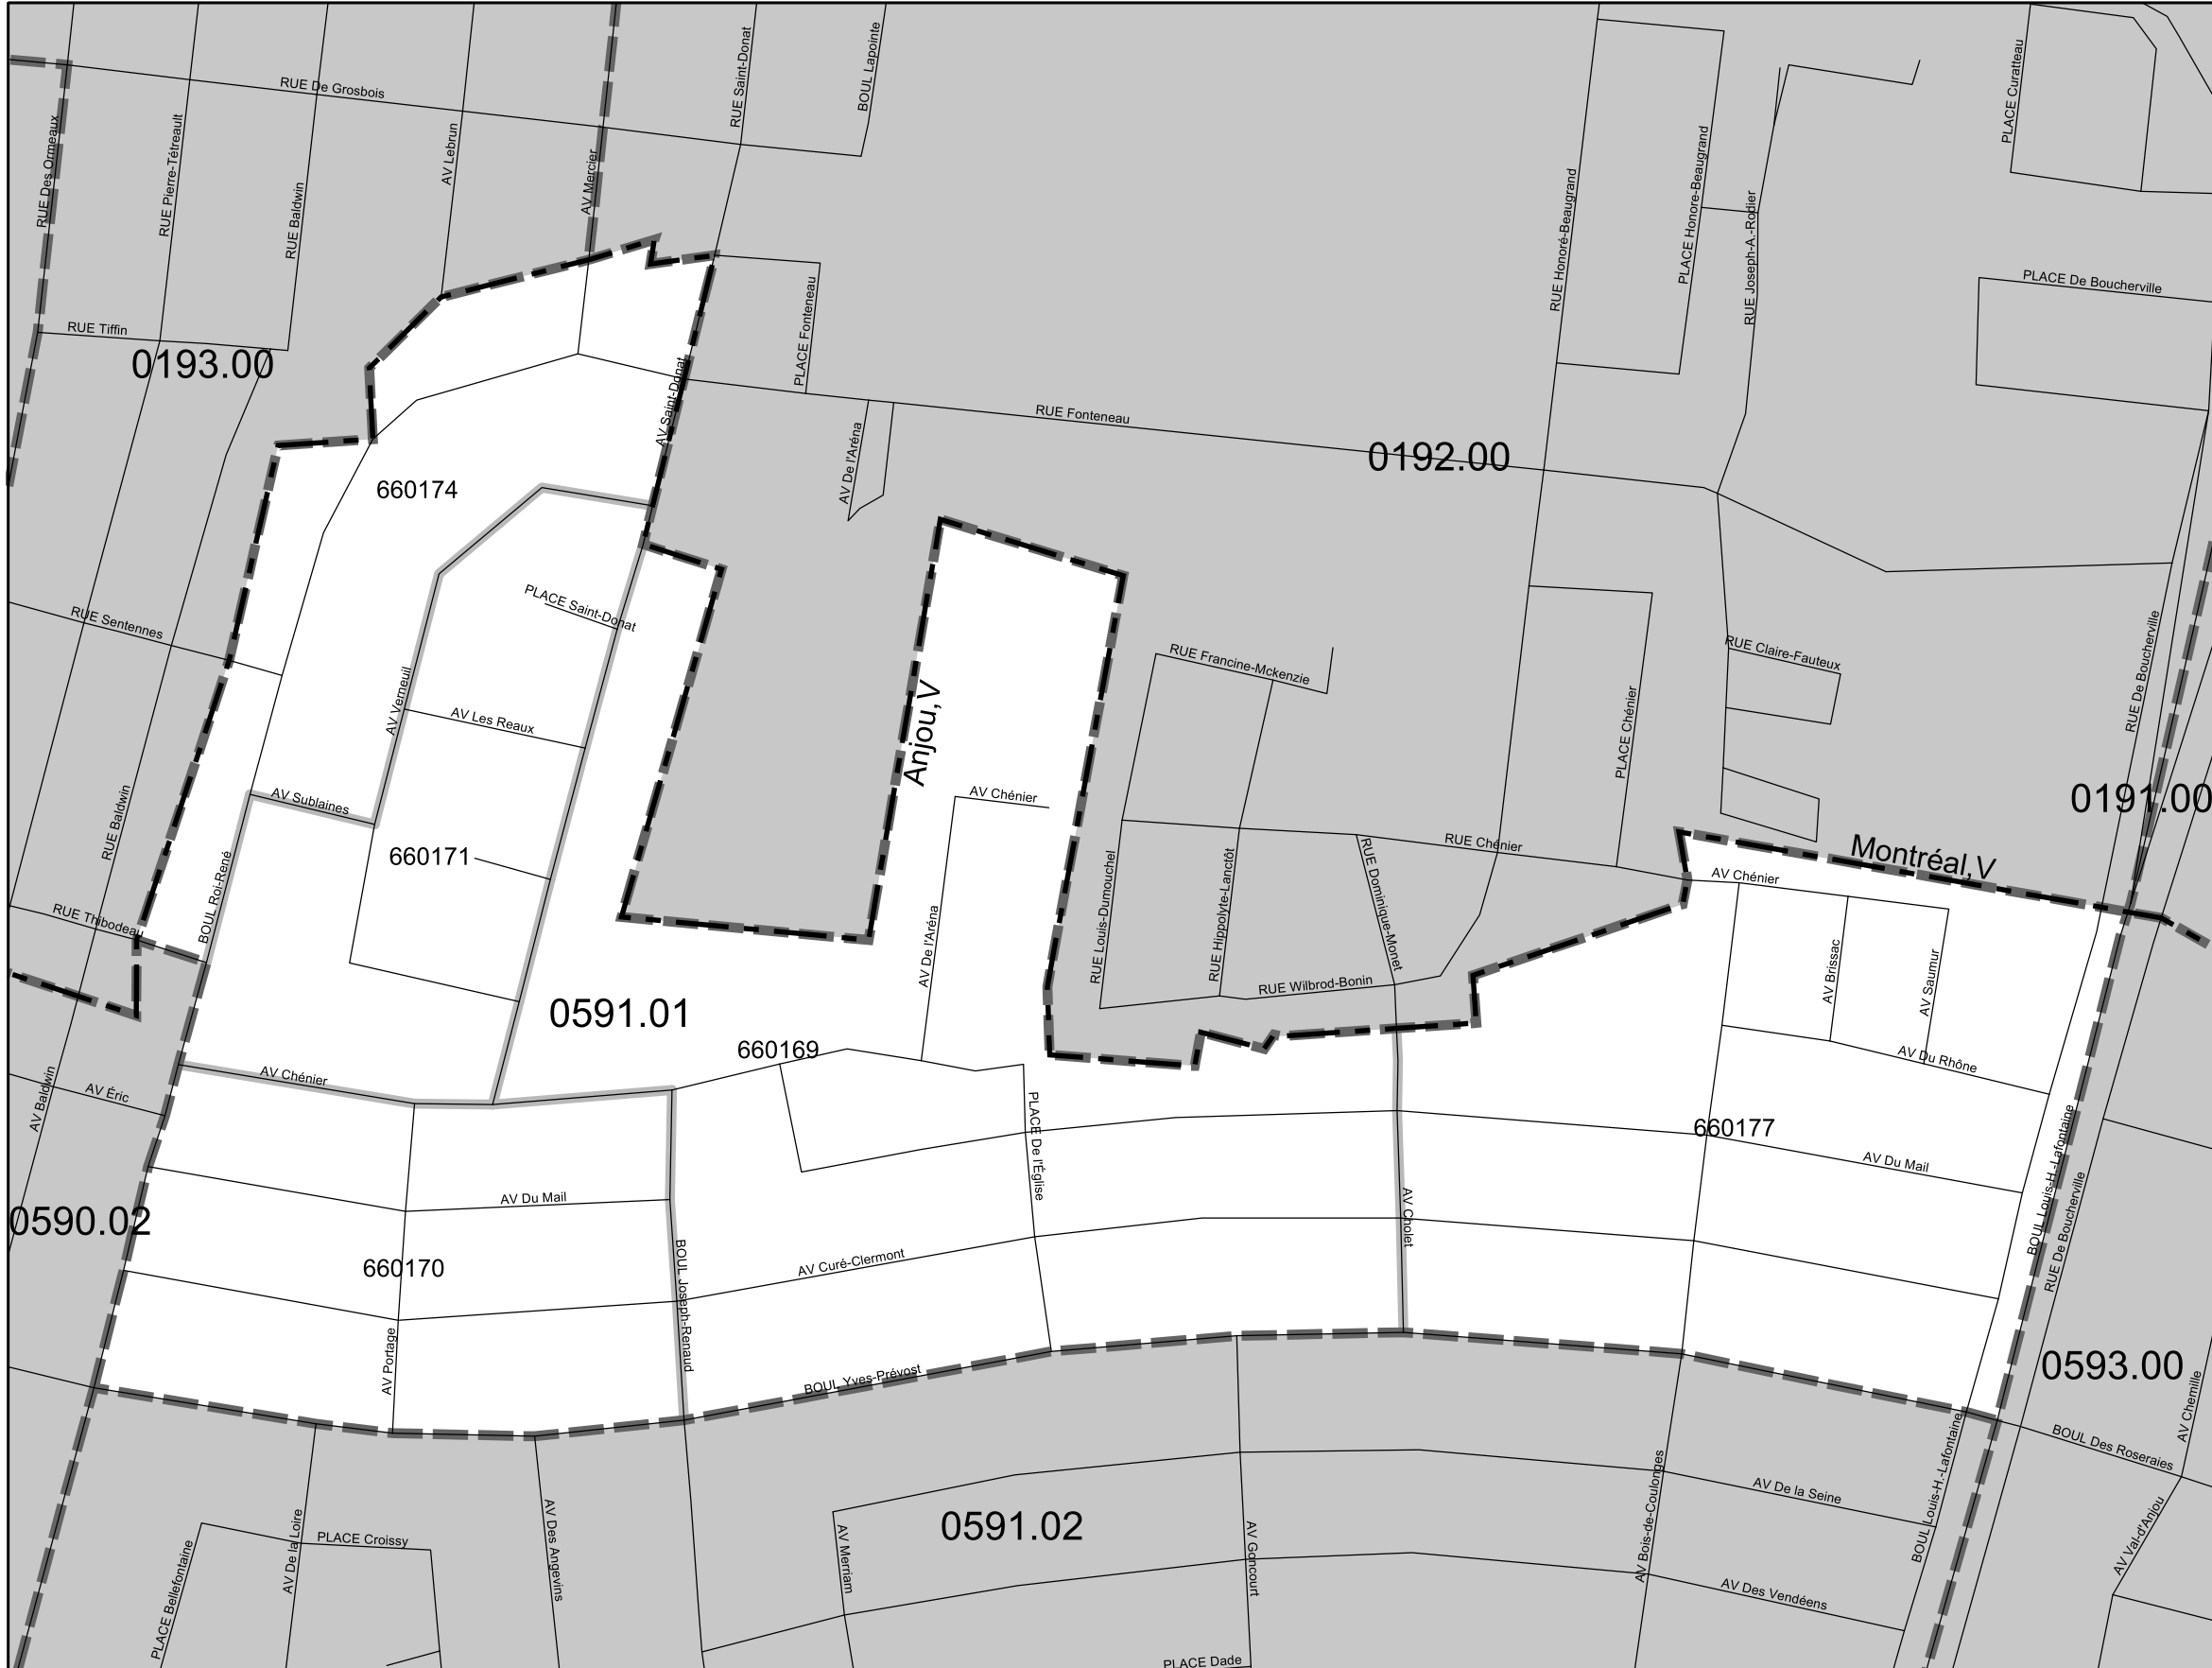 RUE De Grosbois
RUE Saint-Donat
BOUL Lapointe
PLACE Curatteau
RUE Des Ormeaux
RUE Pierre-Tétreault
RUE Baldwin
AV Lebrun
AV Mercier
RUE Honoré-Beaugrand
PLACE Honore-Beaugrand
RUE Joseph-A.-Rodier
PLACE De Boucherville
RUE Tiffin
0193.00
PLACE Fonteneau
AV Saint-Donat
RUE Fonteneau
AV De l'Aréna
0192.00
660174
PLACE Saint-Donat
RUE Sentennes
AV Verneuil
AV Les Reaux
Anjou,V
RUE Francine-Mckenzie
PLACE Chénier
RUE Claire-Fauteux
RUE De Boucherville
0191.00
AV Sublaines
RUE Baldwin
660171
AV Chénier
RUE Chénier
Montréal,V
AV Chénier
BOUL Roi-René
RUE Thibodeau
AV De l'Aréna
RUE Louis-Dumouchel
RUE Hippolyte-Lanctôt
RUE Dominique-Monet
RUE Wilbrod-Bonin
AV Brissac
AV Saumur
0591.01
660169
AV Chénier
AV Du Rhône
AV Baldwin
AV Éric
PLACE De l'Église
660177
AV Du Mail
BOUL Louis-H.-Lafontaine
RUE De Boucherville
0590.02
AV Du Mail
AV Cholet
660170
BOUL Joseph-Renaud
AV Curé-Clermont
AV Portage
BOUL Yves-Prévost
0593.00
AV Chemille
BOUL Des Roseraies
BOUL Louis-H.-Lafontaine
AV De la Seine
AV Bois-de-Coulonges
AV Val-d'Anjou
0591.02
PLACE Bellefontaine
AV De la Loire
PLACE Croissy
AV Des Angevins
AV Merriam
AV Goncourt
AV Des Vendéens
PLACE Dade